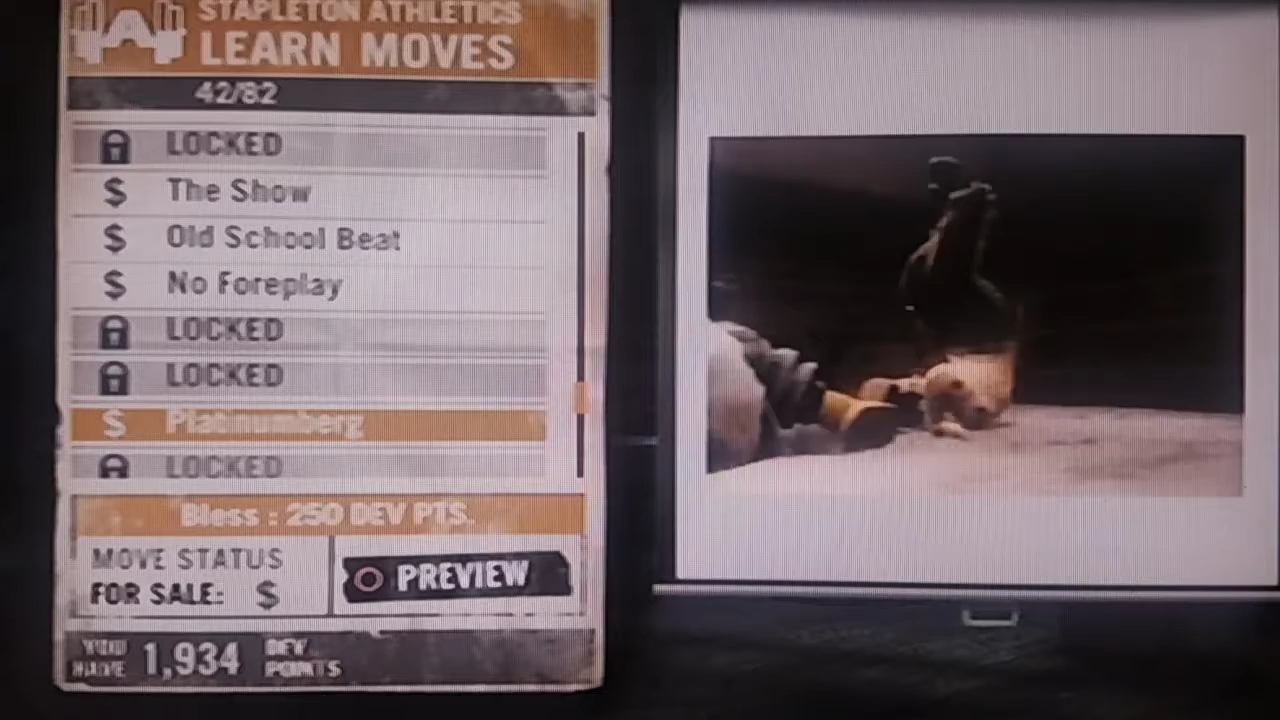 STAPLETON ATHLETICS
LEARN MOVES
42/82
LOCKED
$ The Show
$ Old School Beat
$ No Foreplay
LOCKED
LOCKED
$ Platinumberg
LOCKED
Bless : 250 DEV PTS.
MOVE STATUS
FOR SALE: $
PREVIEW
YOU HAVE 1,934 DEV POINTS